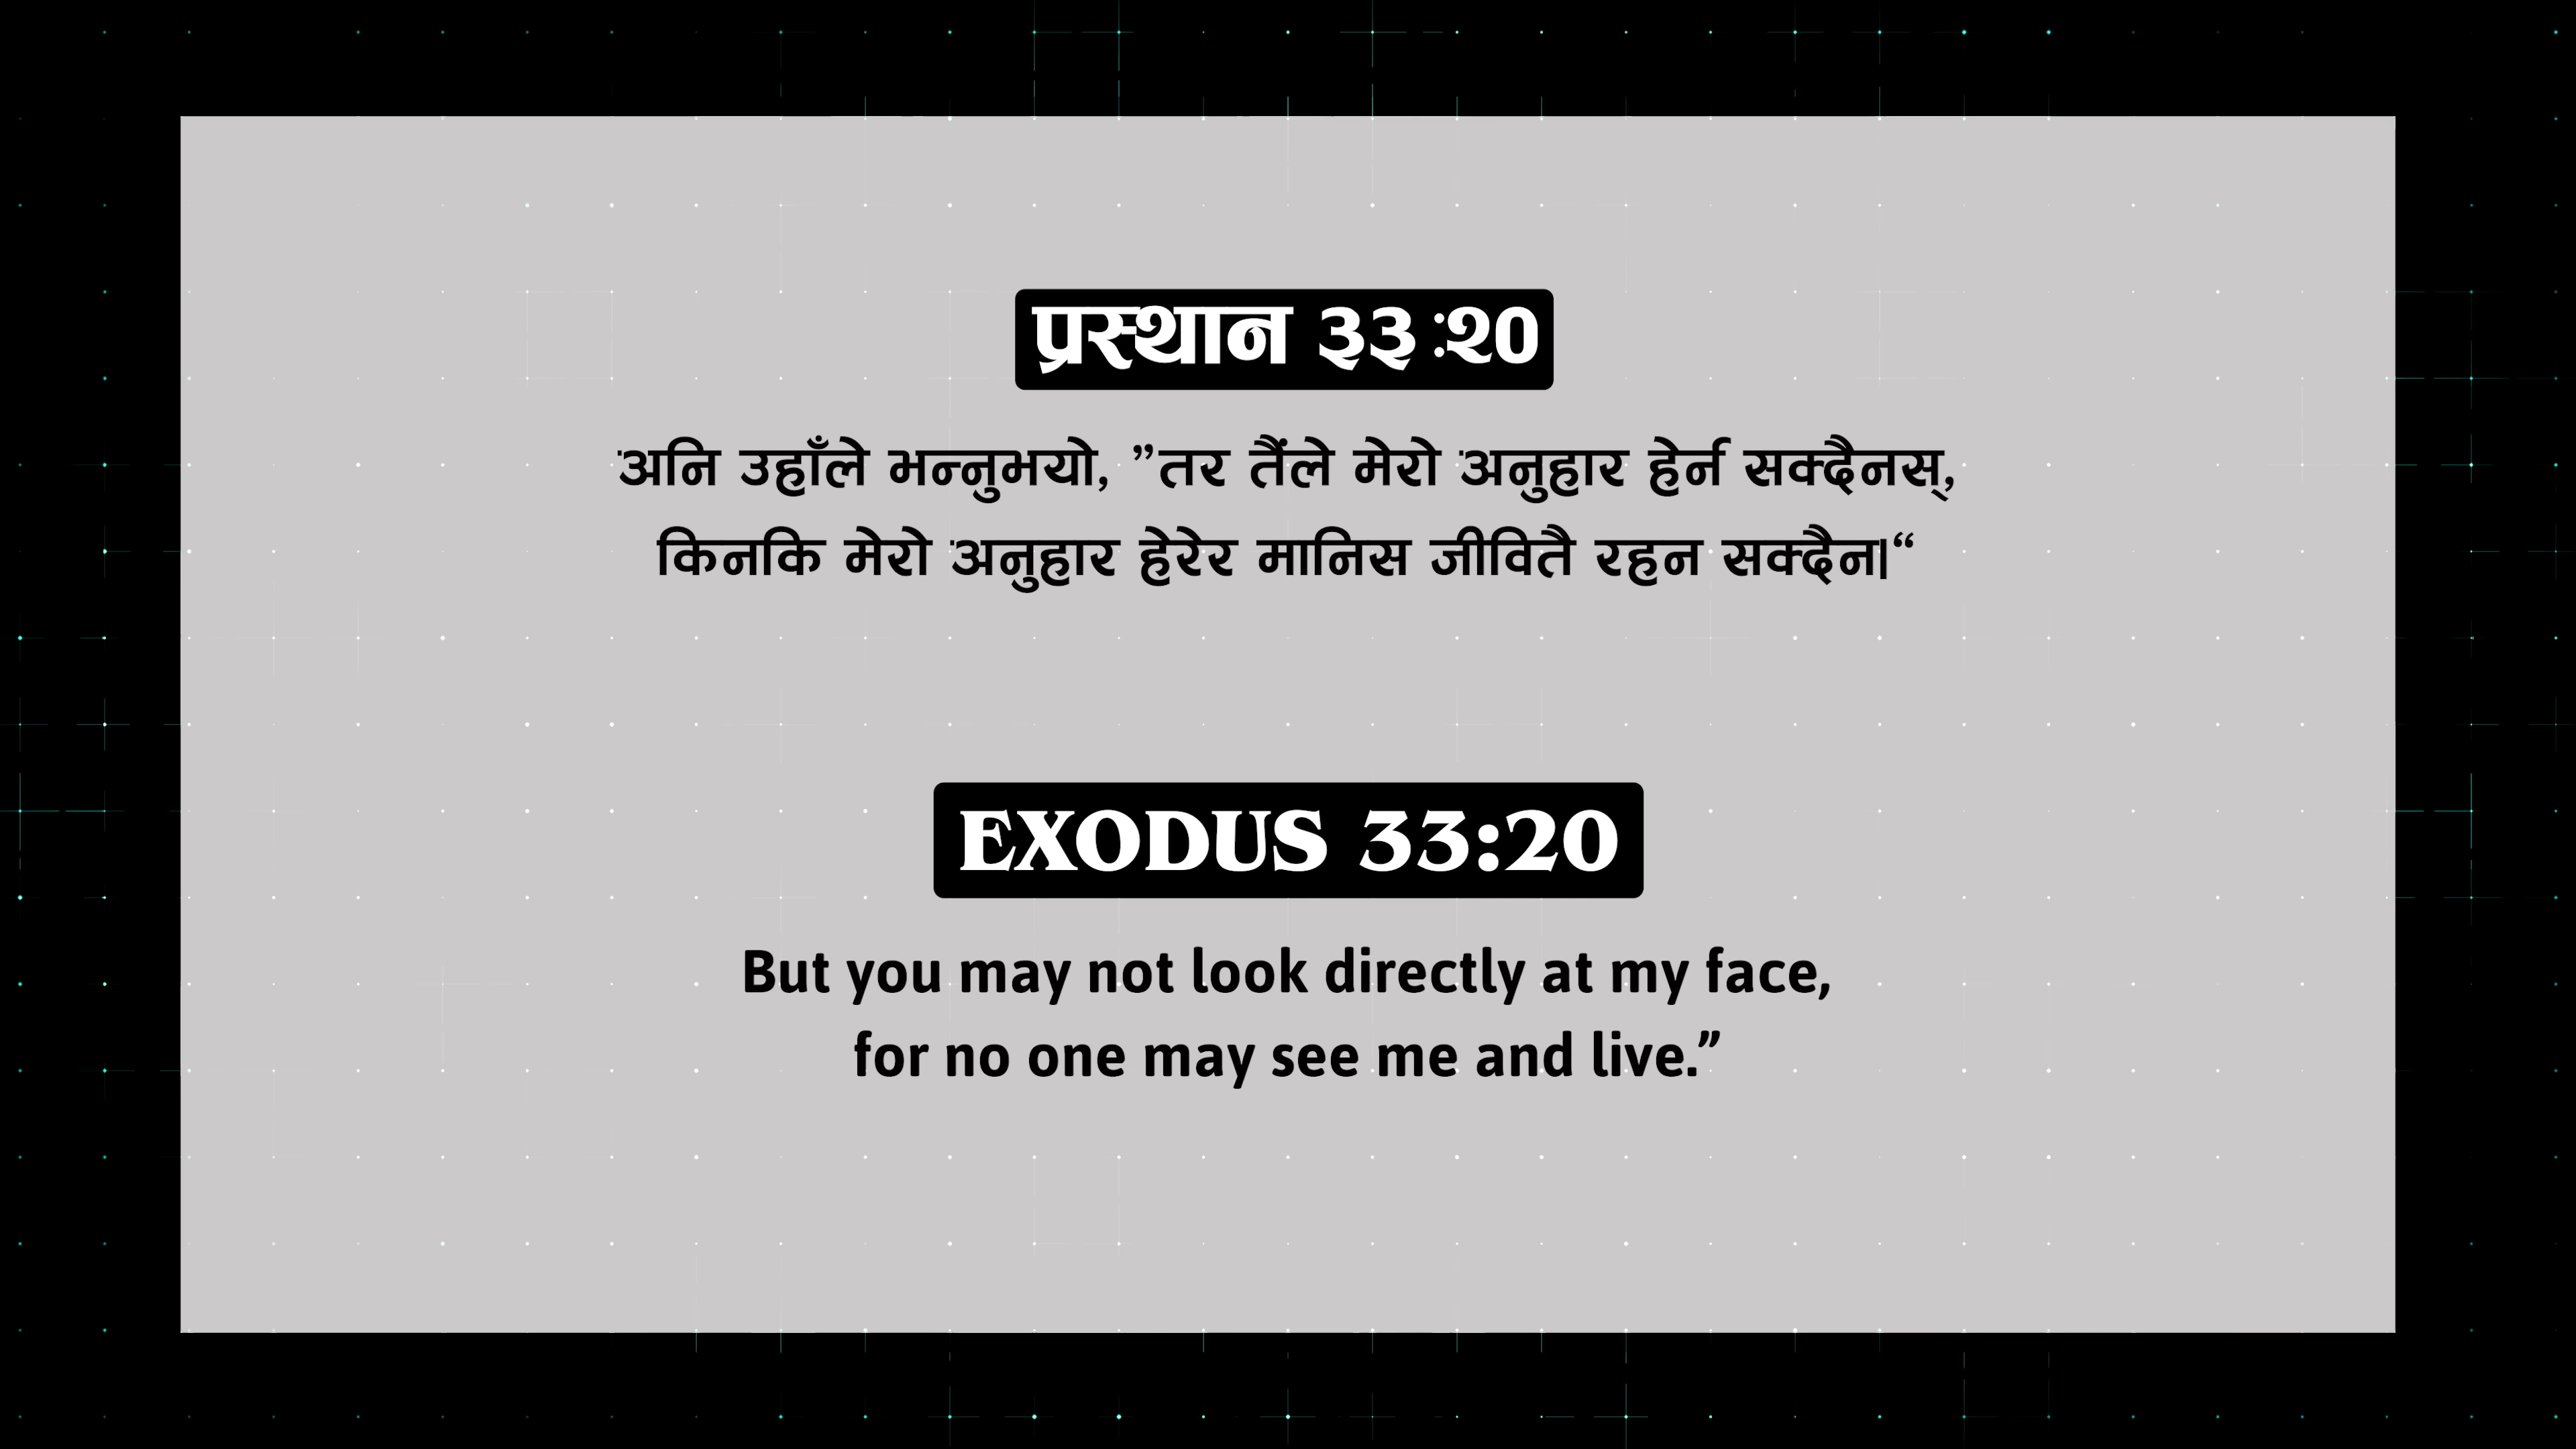 प्रस्थान ३३ :२०
अनि उहाँले भन्नुभयो, ”तर तैंले मेरो अनुहार हेर्न सक्दैनस्,
किनकि मेरो अनुहार हेरेर मानिस जीवितै रहन सक्दैन|“
EXODUS 33:20
But you may not look directly at my face,
for no one may see me and live.”